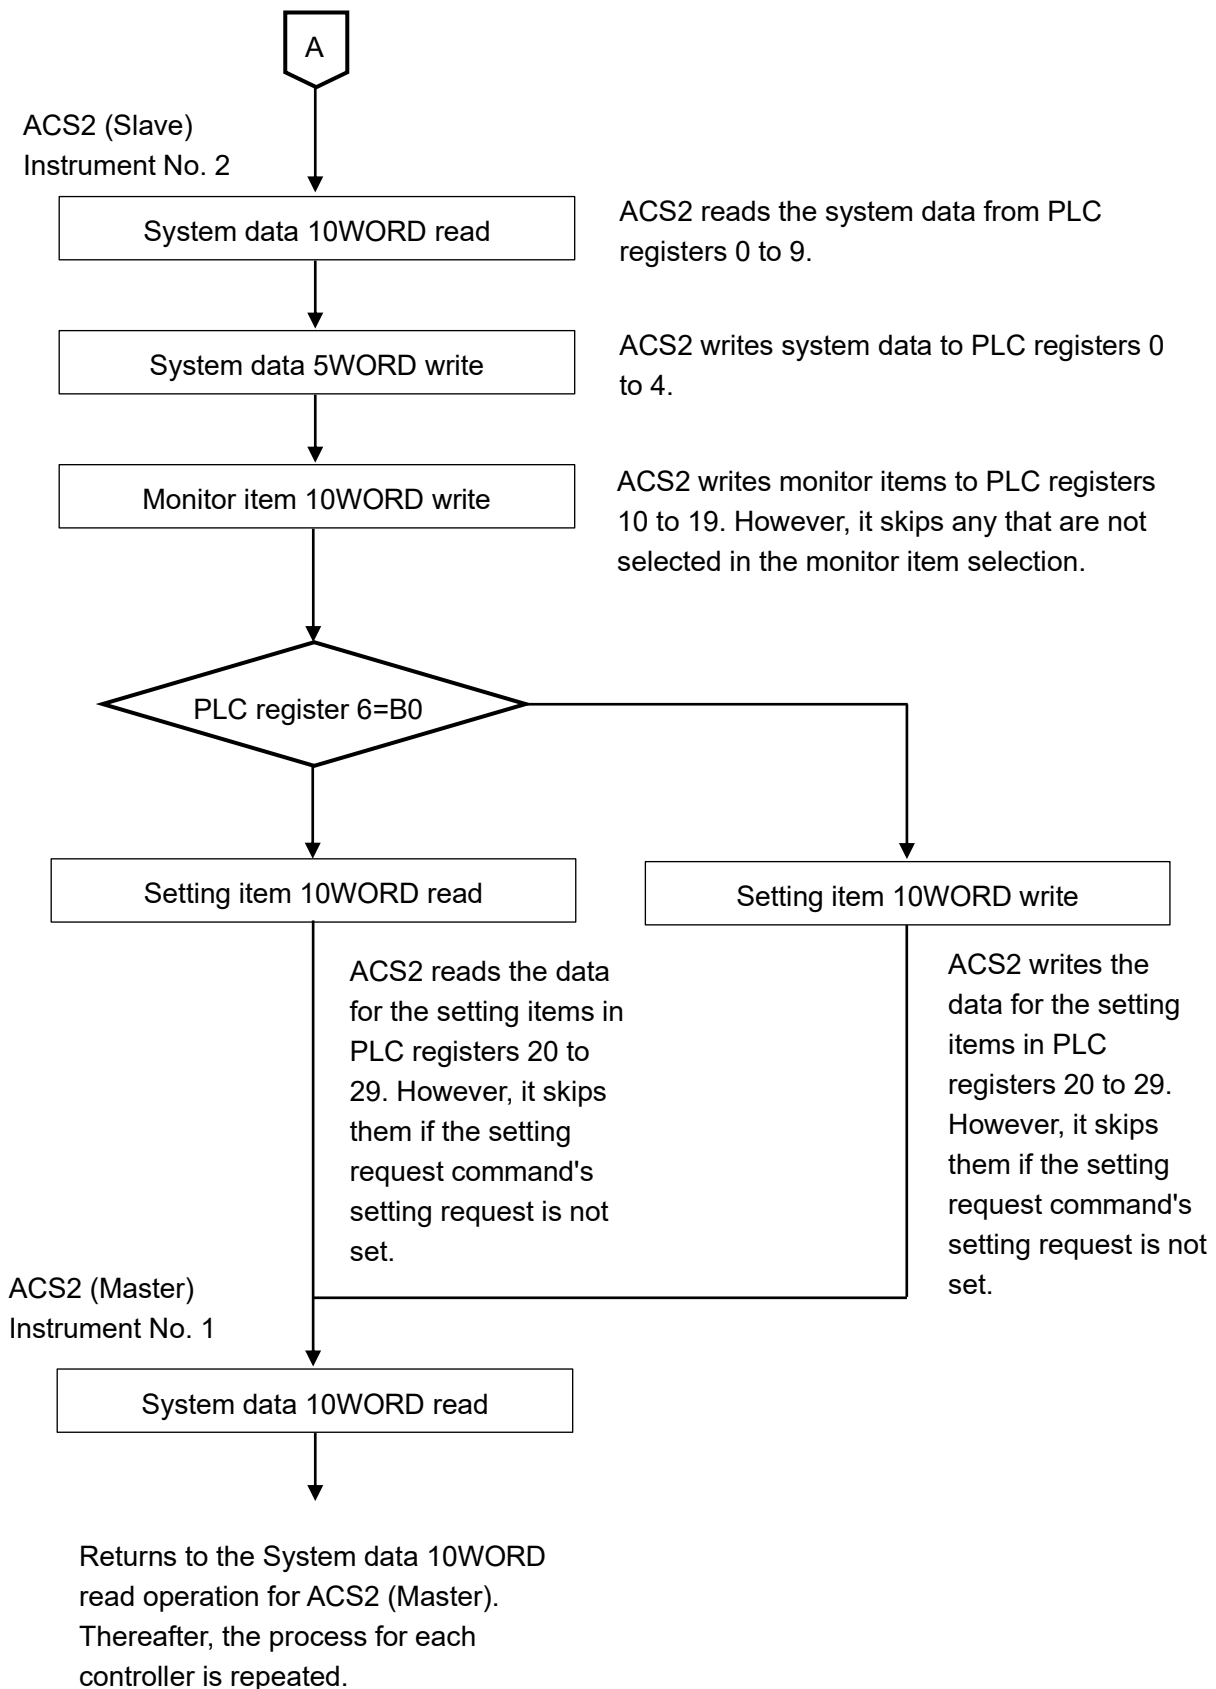 A
ACS2 (Slave)
Instrument No. 2
System data 10WORD read
ACS2 reads the system data from PLC
registers 0 to 9.
System data 5WORD write
ACS2 writes system data to PLC registers 0
to 4.
Monitor item 10WORD write
ACS2 writes monitor items to PLC registers
10 to 19. However, it skips any that are not
selected in the monitor item selection.
PLC register 6=B0
Setting item 10WORD read
ACS2 reads the data
for the setting items in
PLC registers 20 to
29. However, it skips
them if the setting
request command's
setting request is not
set.
Setting item 10WORD write
ACS2 writes the
data for the setting
items in PLC
registers 20 to 29.
However, it skips
them if the setting
request command's
setting request is not
set.
ACS2 (Master)
Instrument No. 1
System data 10WORD read
Returns to the System data 10WORD
read operation for ACS2 (Master).
Thereafter, the process for each
controller is repeated.